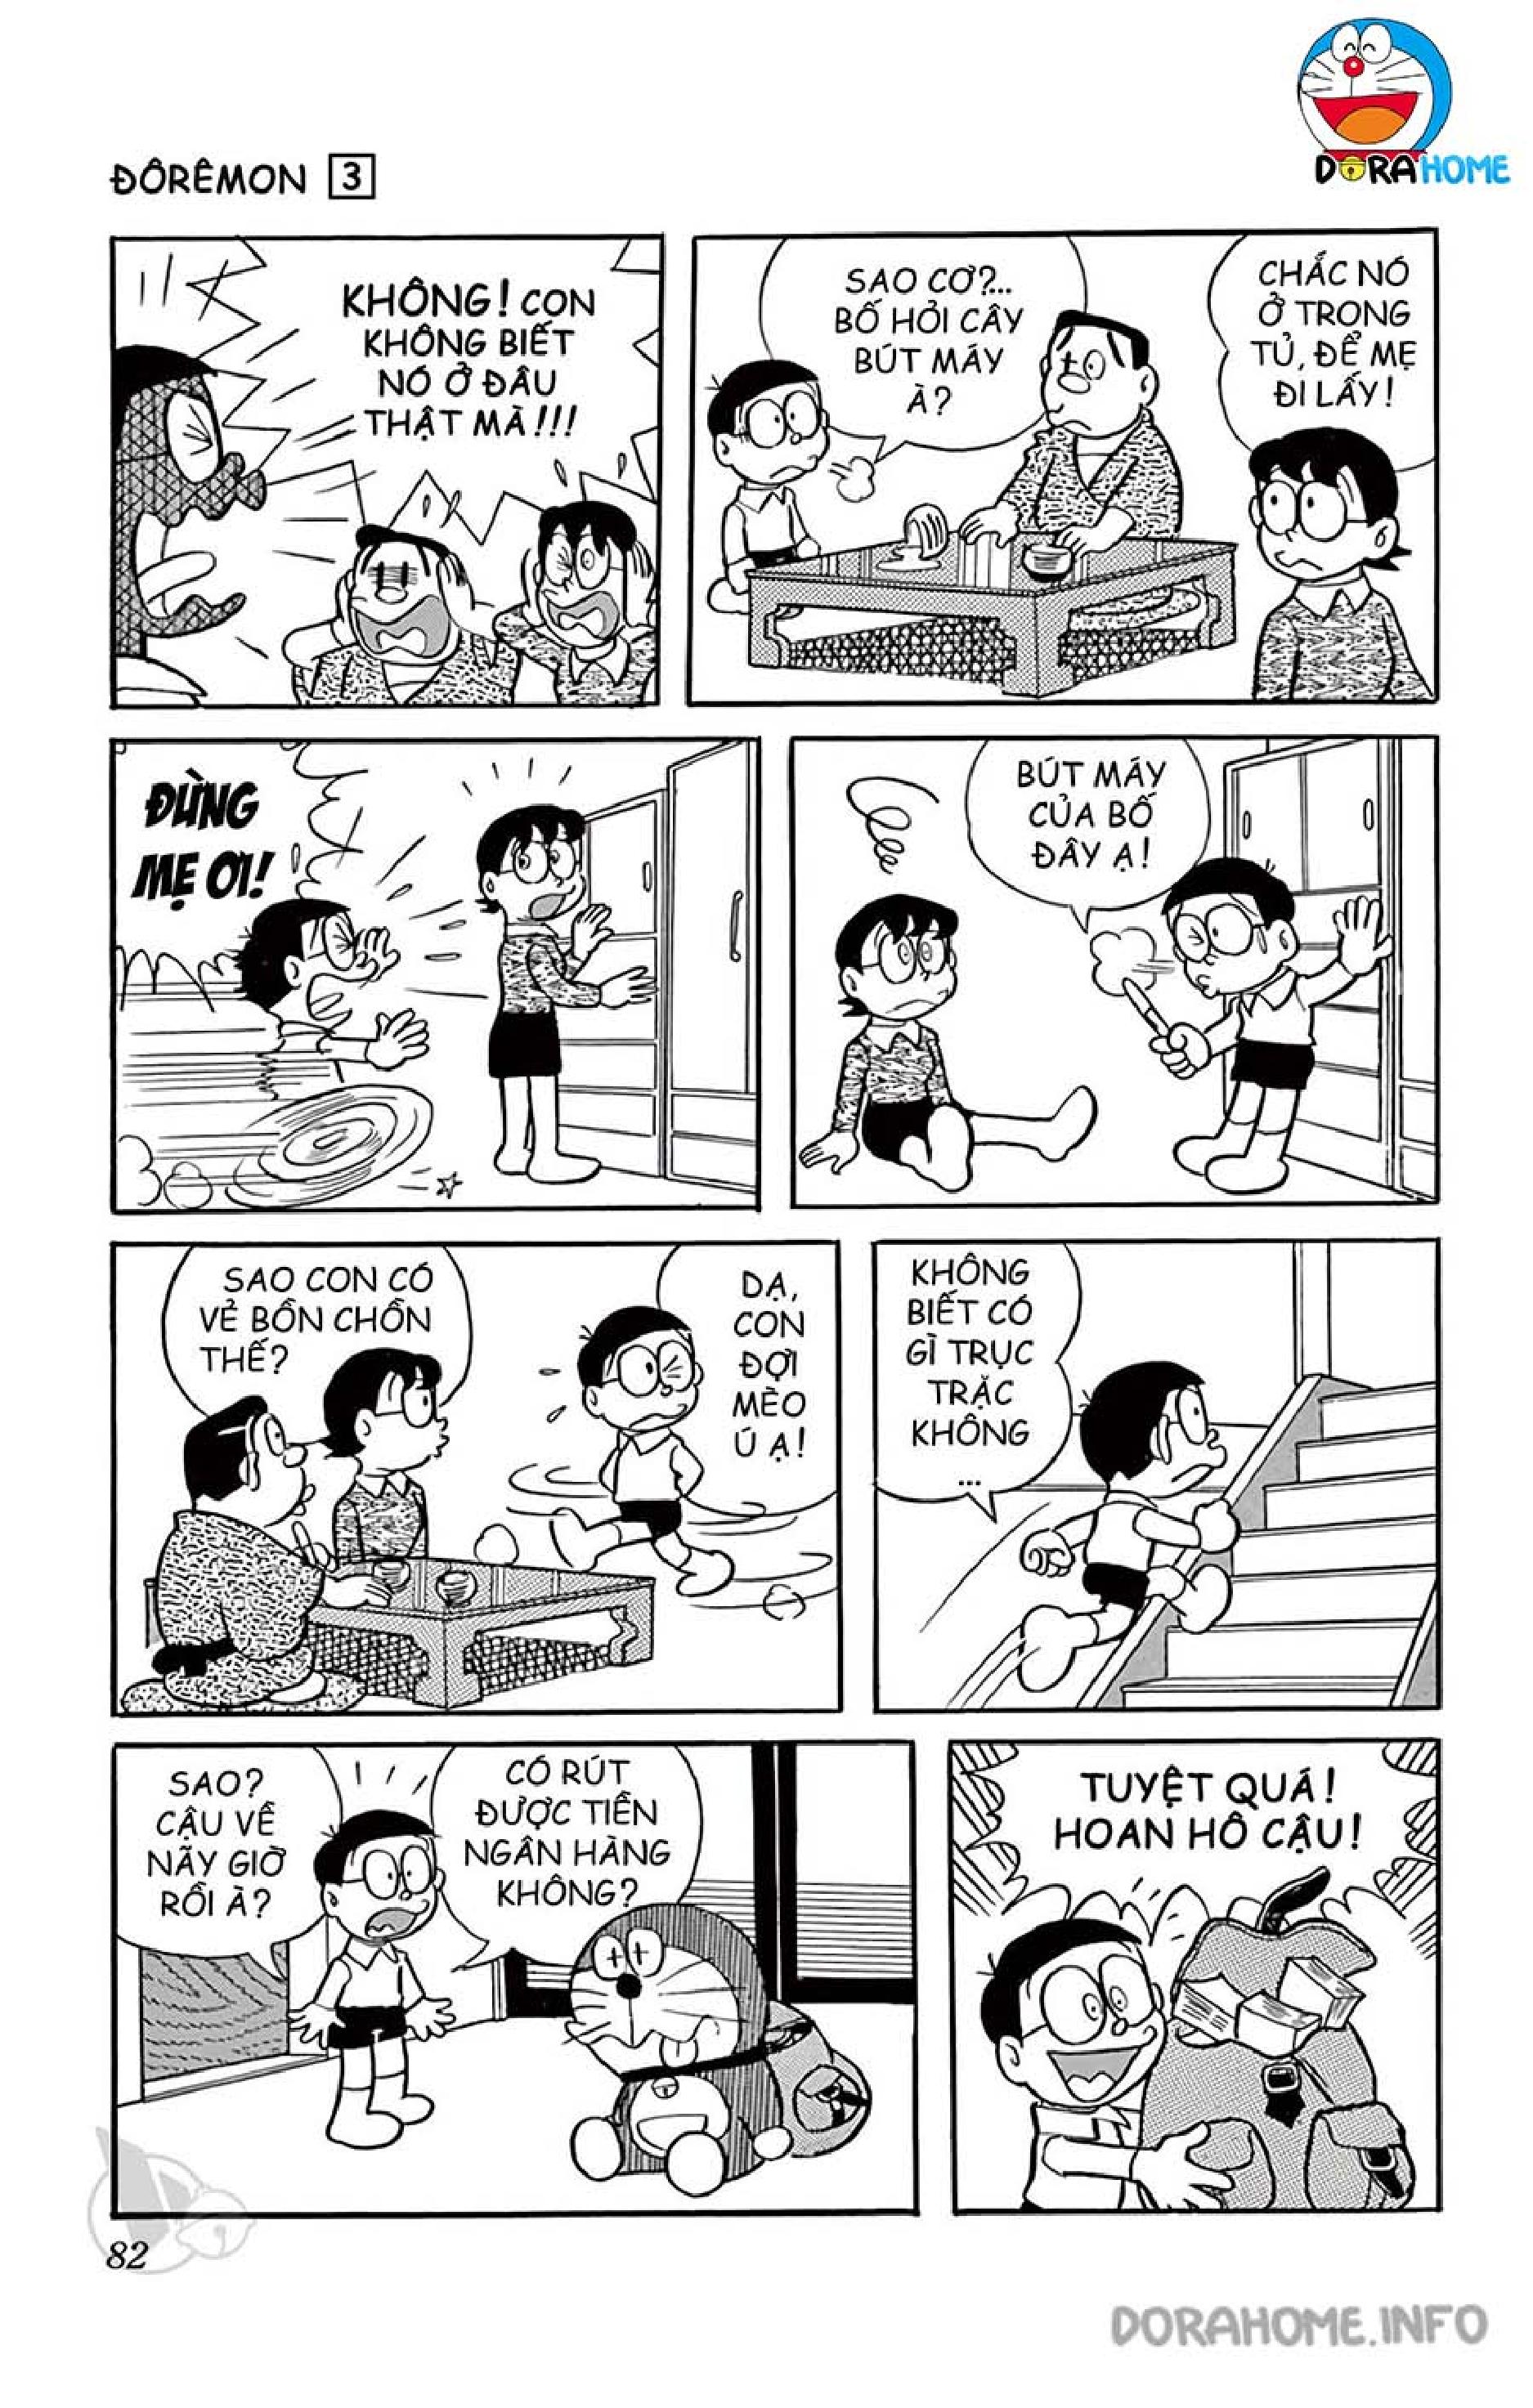 DORAHOME
ĐÔRÊMON 3
KHÔNG! CON
KHÔNG BIẾT
NÓ Ở ĐÂU
THẬT MÀ!!!
SAO CƠ?...
BỐ HỎI CÂY
BÚT MÁY
À?
CHẮC NÓ
Ở TRONG
TỦ, ĐỂ MẸ
ĐI LẤY!
ĐỪNG
MẸ ƠI!
BÚT MÁY
CỦA BỐ
ĐÂY Ạ!
SAO CON CÓ
VẺ BỒN CHỒN
THẾ?
DẠ,
CON
ĐỢI
MÈO
Ú Ạ!
KHÔNG
BIẾT CÓ
GÌ TRỤC
TRẶC
KHÔNG
...
SAO?
CẬU VỀ
NÃY GIỜ
RỒI À?
CÓ RÚT
ĐƯỢC TIỀN
NGÂN HÀNG
KHÔNG?
TUYỆT QUÁ!
HOAN HÔ CẬU!
82
DORAHOME.INFO